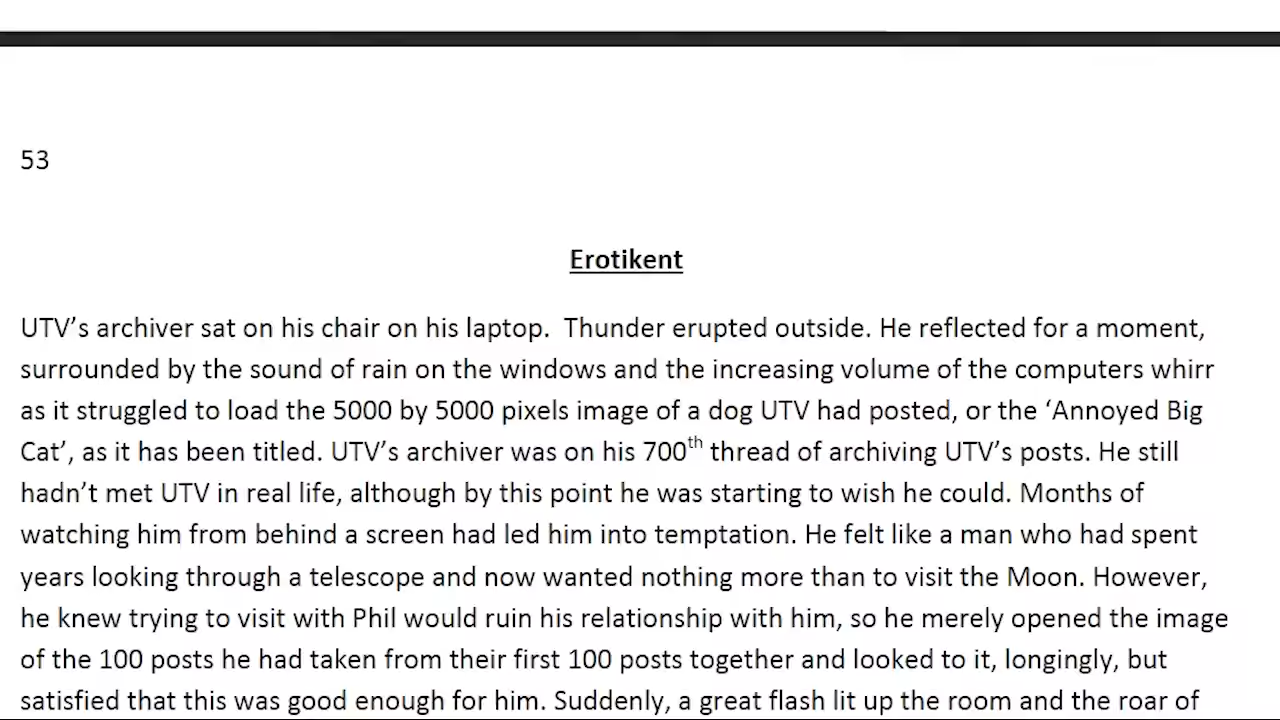 53
Erotikent
UTV’s archiver sat on his chair on his laptop.  Thunder erupted outside. He reflected for a moment,
surrounded by the sound of rain on the windows and the increasing volume of the computers whirr
as it struggled to load the 5000 by 5000 pixels image of a dog UTV had posted, or the ‘Annoyed Big
Cat’, as it has been titled. UTV’s archiver was on his 700th thread of archiving UTV’s posts. He still
hadn’t met UTV in real life, although by this point he was starting to wish he could. Months of
watching him from behind a screen had led him into temptation. He felt like a man who had spent
years looking through a telescope and now wanted nothing more than to visit the Moon. However,
he knew trying to visit with Phil would ruin his relationship with him, so he merely opened the image
of the 100 posts he had taken from their first 100 posts together and looked to it, longingly, but
satisfied that this was good enough for him. Suddenly, a great flash lit up the room and the roar of